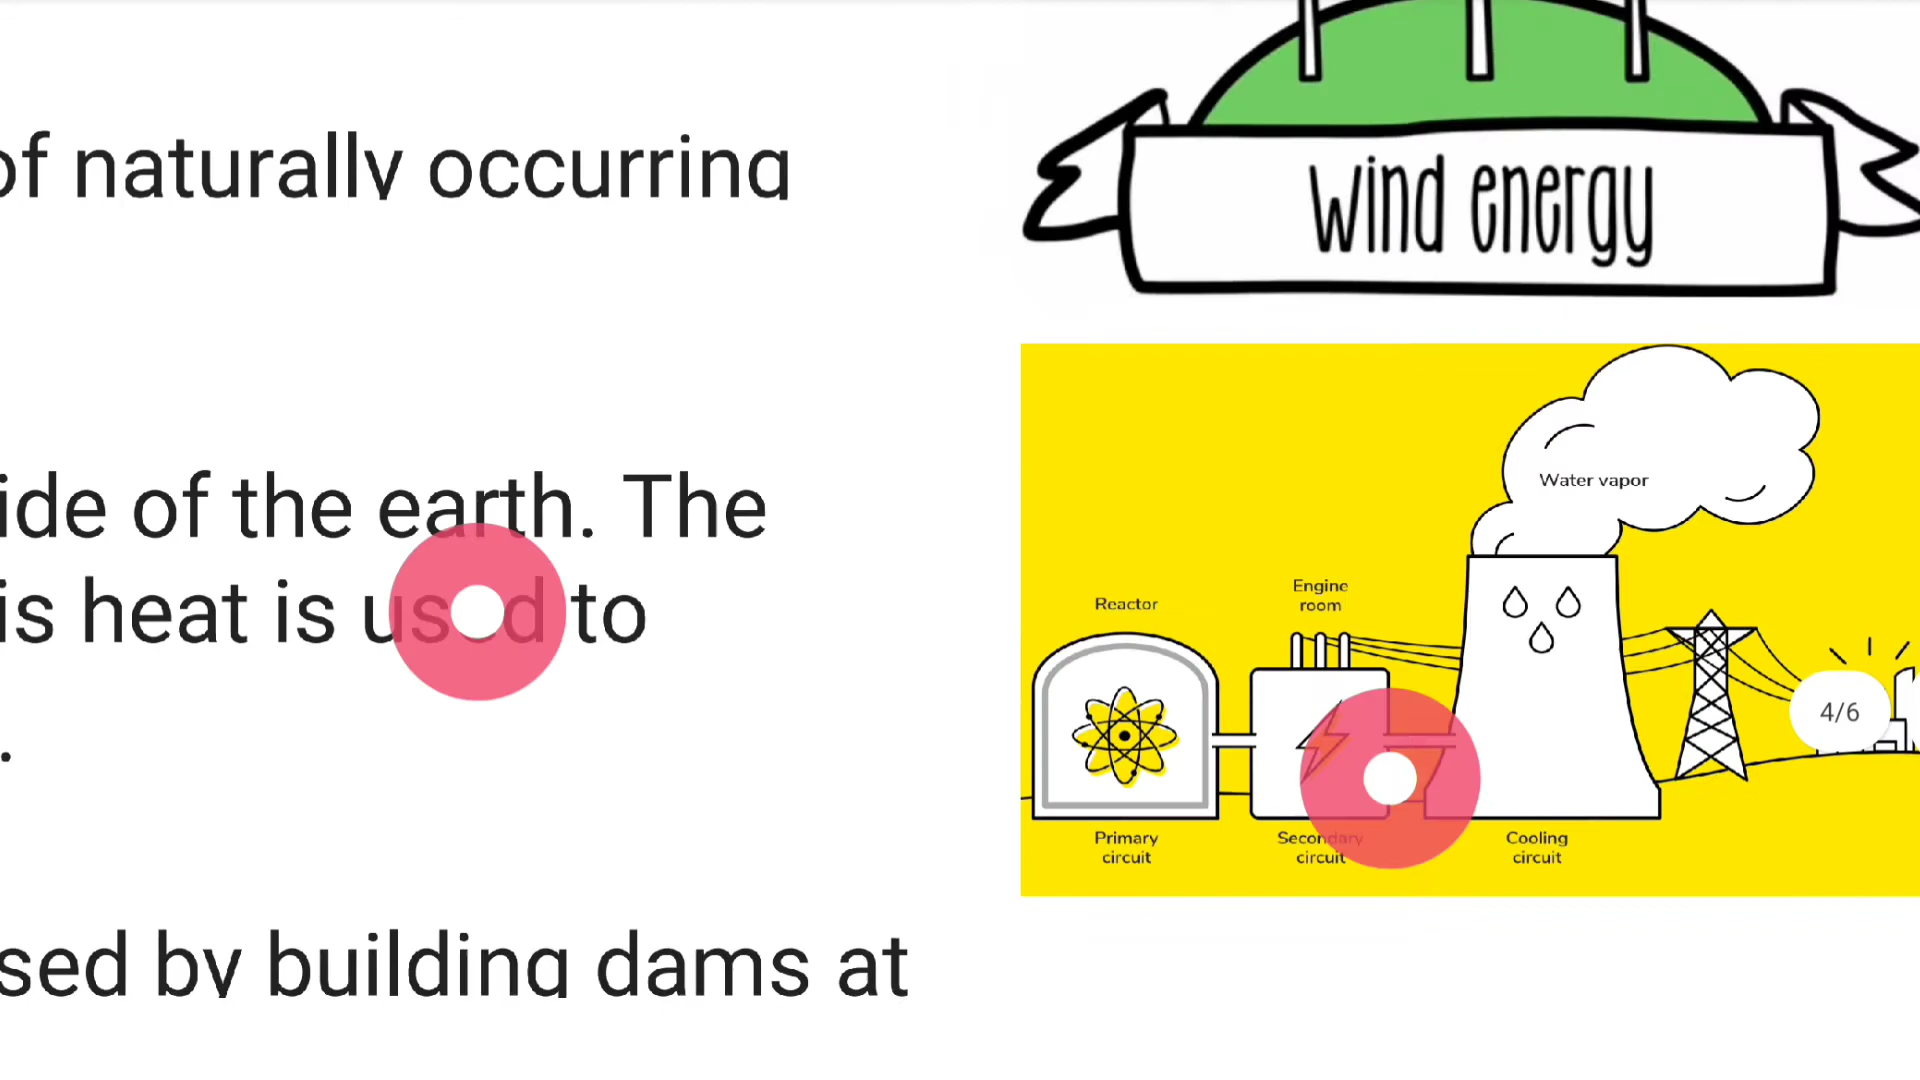 of naturally occurring
ide of the earth. The
is heat is used to
.
sed by building dams at
wind energy
Water vapor
Engine
room
Reactor
4/6
Primary
circuit
Secondary
circuit
Cooling
circuit